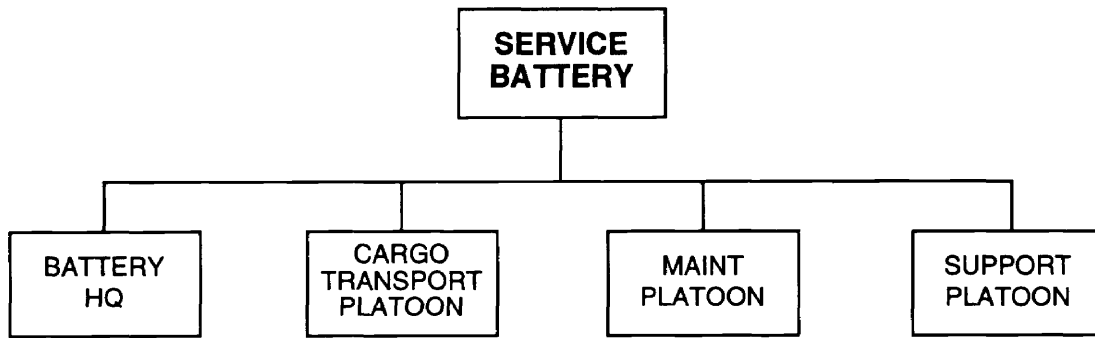 SERVICE
BATTERY
BATTERY
HQ
CARGO
TRANSPORT
PLATOON
MAINT
PLATOON
SUPPORT
PLATOON